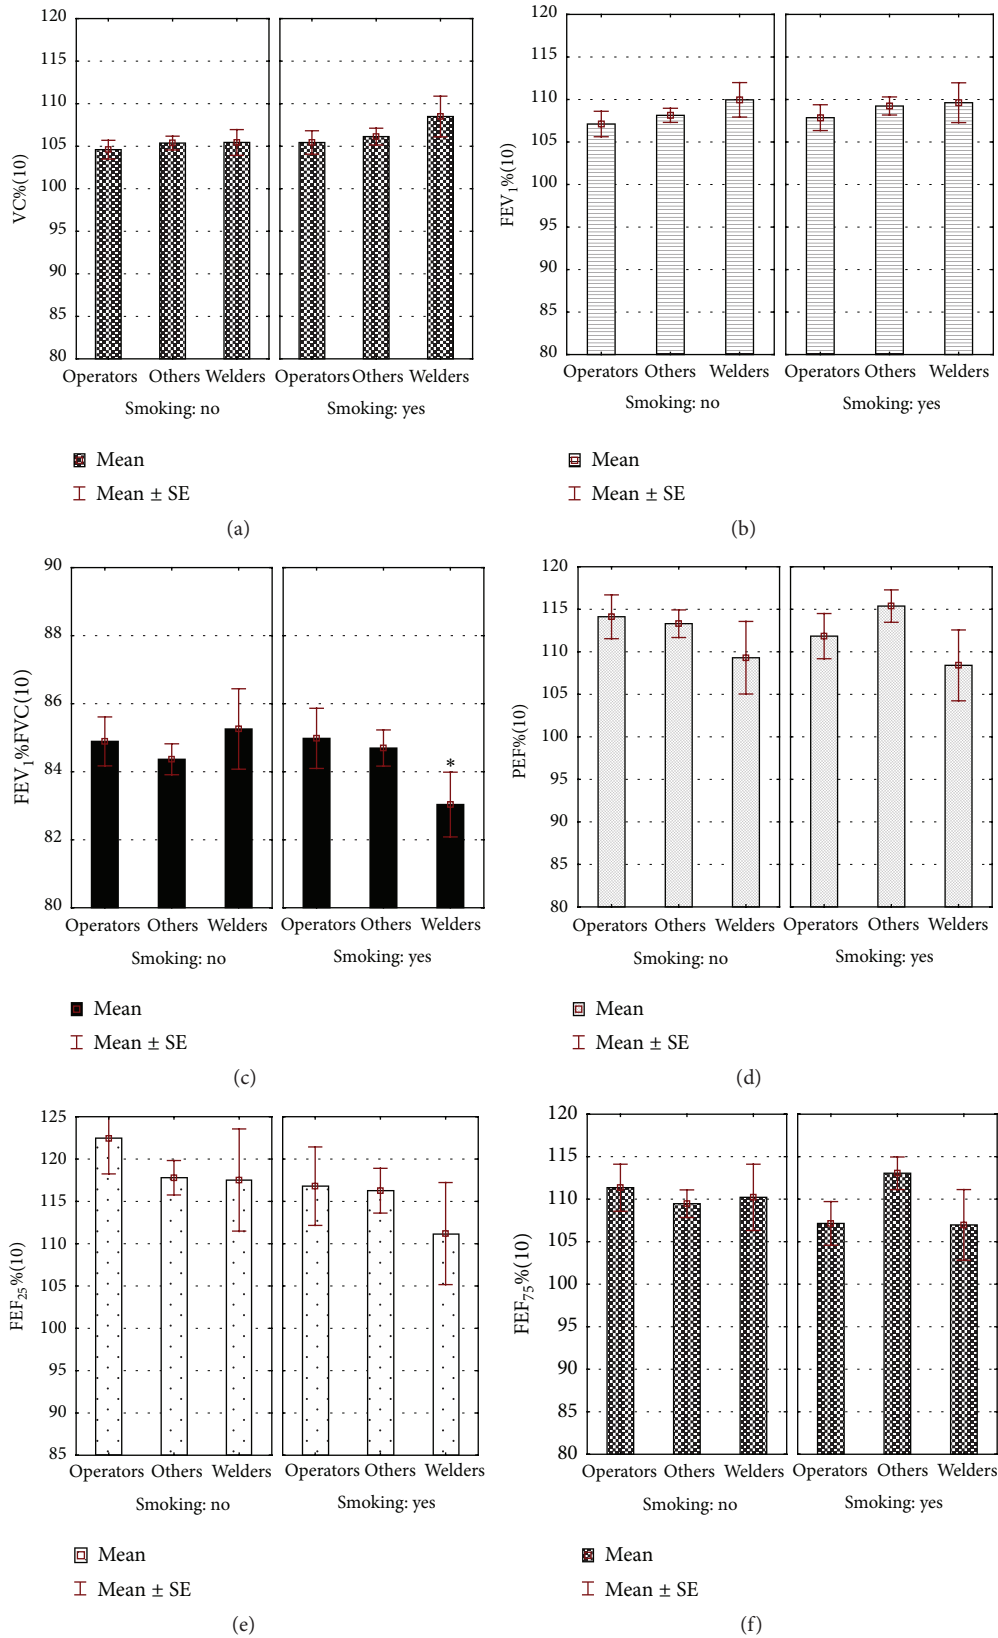 VC%(10)
120
115
110
105
100
95
90
85
80
Operators Others Welders
Operators Others Welders
Smoking: no
Smoking: yes
Mean
Mean ± SE
(a)
FEV₁%(10)
120
115
110
105
100
95
90
85
80
Operators Others Welders
Operators Others Welders
Smoking: no
Smoking: yes
Mean
Mean ± SE
(b)
FEV₁%FVC(10)
90
88
86
84
82
80
*
Operators Others Welders
Operators Others Welders
Smoking: no
Smoking: yes
Mean
Mean ± SE
(c)
PEF%(10)
120
115
110
105
100
95
90
85
80
Operators Others Welders
Operators Others Welders
Smoking: no
Smoking: yes
Mean
Mean ± SE
(d)
FEF₂₅%(10)
125
120
115
110
105
100
95
90
85
Operators Others Welders
Operators Others Welders
Smoking: no
Smoking: yes
Mean
Mean ± SE
(e)
FEF₇₅%(10)
120
115
110
105
100
95
90
85
80
Operators Others Welders
Operators Others Welders
Smoking: no
Smoking: yes
Mean
Mean ± SE
(f)